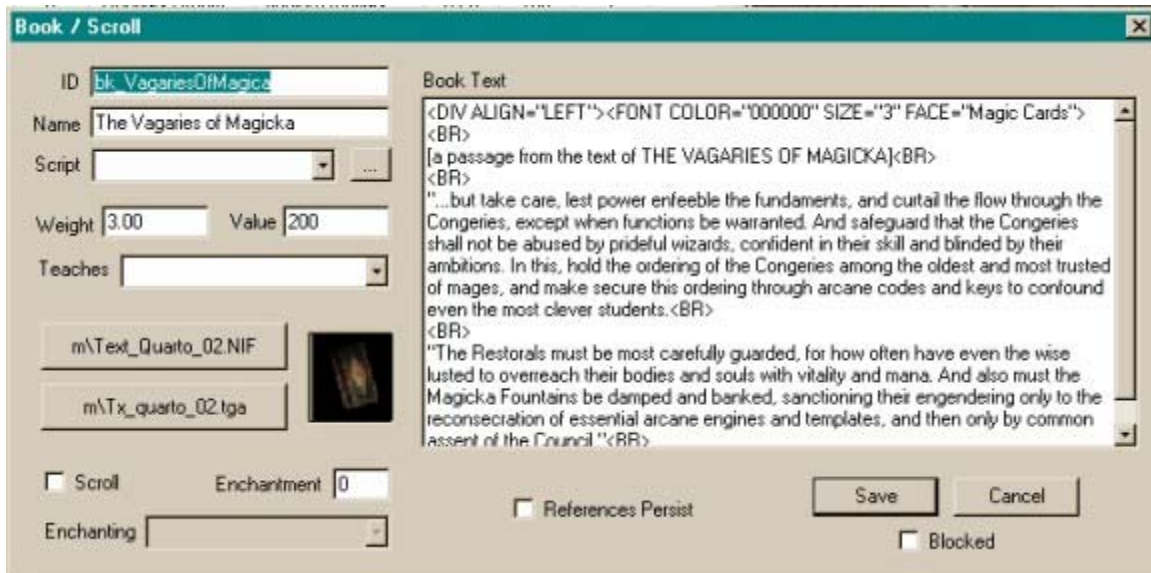 Book / Scroll
ID bk_VagariesOfMagica
Name The Vagaries of Magicka
Script ...
Weight 3.00 Value 200
Teaches
m\Text_Quarto_02.NIF
m\Tx_quarto_02.tga
Scroll Enchantment 0
Enchanting
Book Text
<DIV ALIGN="LEFT"><FONT COLOR="000000" SIZE="3" FACE="Magic Cards">
<BR>
[a passage from the text of THE VAGARIES OF MAGICKA]<BR>
<BR>
"...but take care, lest power enfeeble the fundaments, and curtail the flow through the
Congeries, except when functions be warranted. And safeguard that the Congeries
shall not be abused by prideful wizards, confident in their skill and blinded by their
ambitions. In this, hold the ordering of the Congeries among the oldest and most trusted
of mages, and make secure this ordering through arcane codes and keys to confound
even the most clever students.<BR>
<BR>
"The Restorals must be most carefully guarded, for how often have even the wise
lusted to overreach their bodies and souls with vitality and mana. And also must the
Magicka Fountains be damped and banked, sanctioning their engendering only to the
reconsecration of essential arcane engines and templates, and then only by common
assent of the Council."<BR>
References Persist
Save Cancel
Blocked